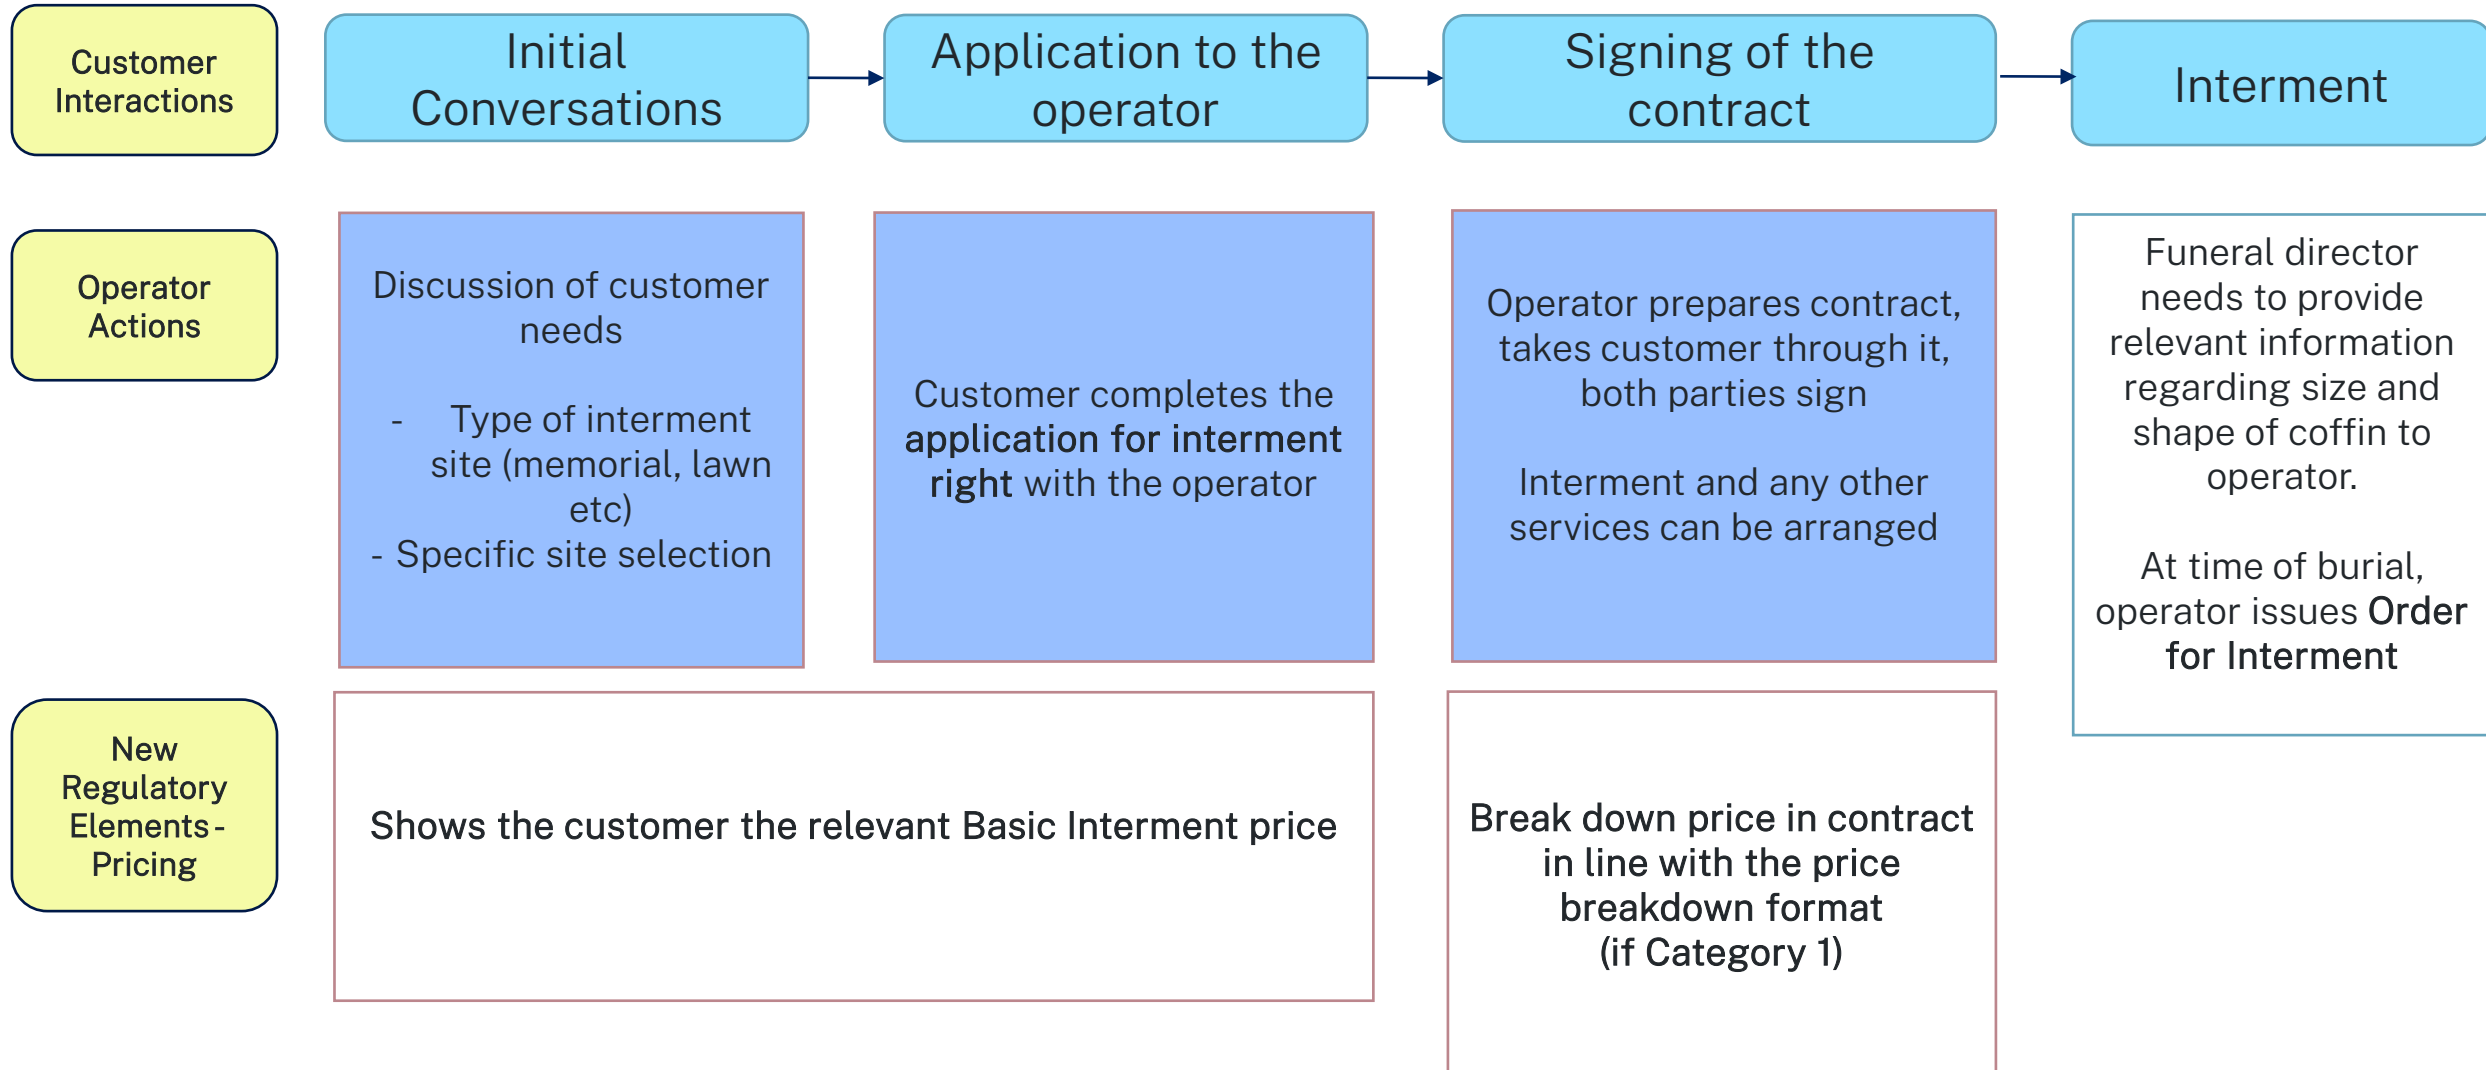 Customer
Interactions
Initial
Conversations
Application to the
operator
Signing of the
contract
Interment
Operator
Actions
Discussion of customer
needs
- Type of interment
site (memorial, lawn
etc)
- Specific site selection
Customer completes the
application for interment
right with the operator
Operator prepares contract,
takes customer through it,
both parties sign
Interment and any other
services can be arranged
Funeral director
needs to provide
relevant information
regarding size and
shape of coffin to
operator.
At time of burial,
operator issues Order
for Interment
New
Regulatory
Elements -
Pricing
Shows the customer the relevant Basic Interment price
Break down price in contract
in line with the price
breakdown format
(if Category 1)